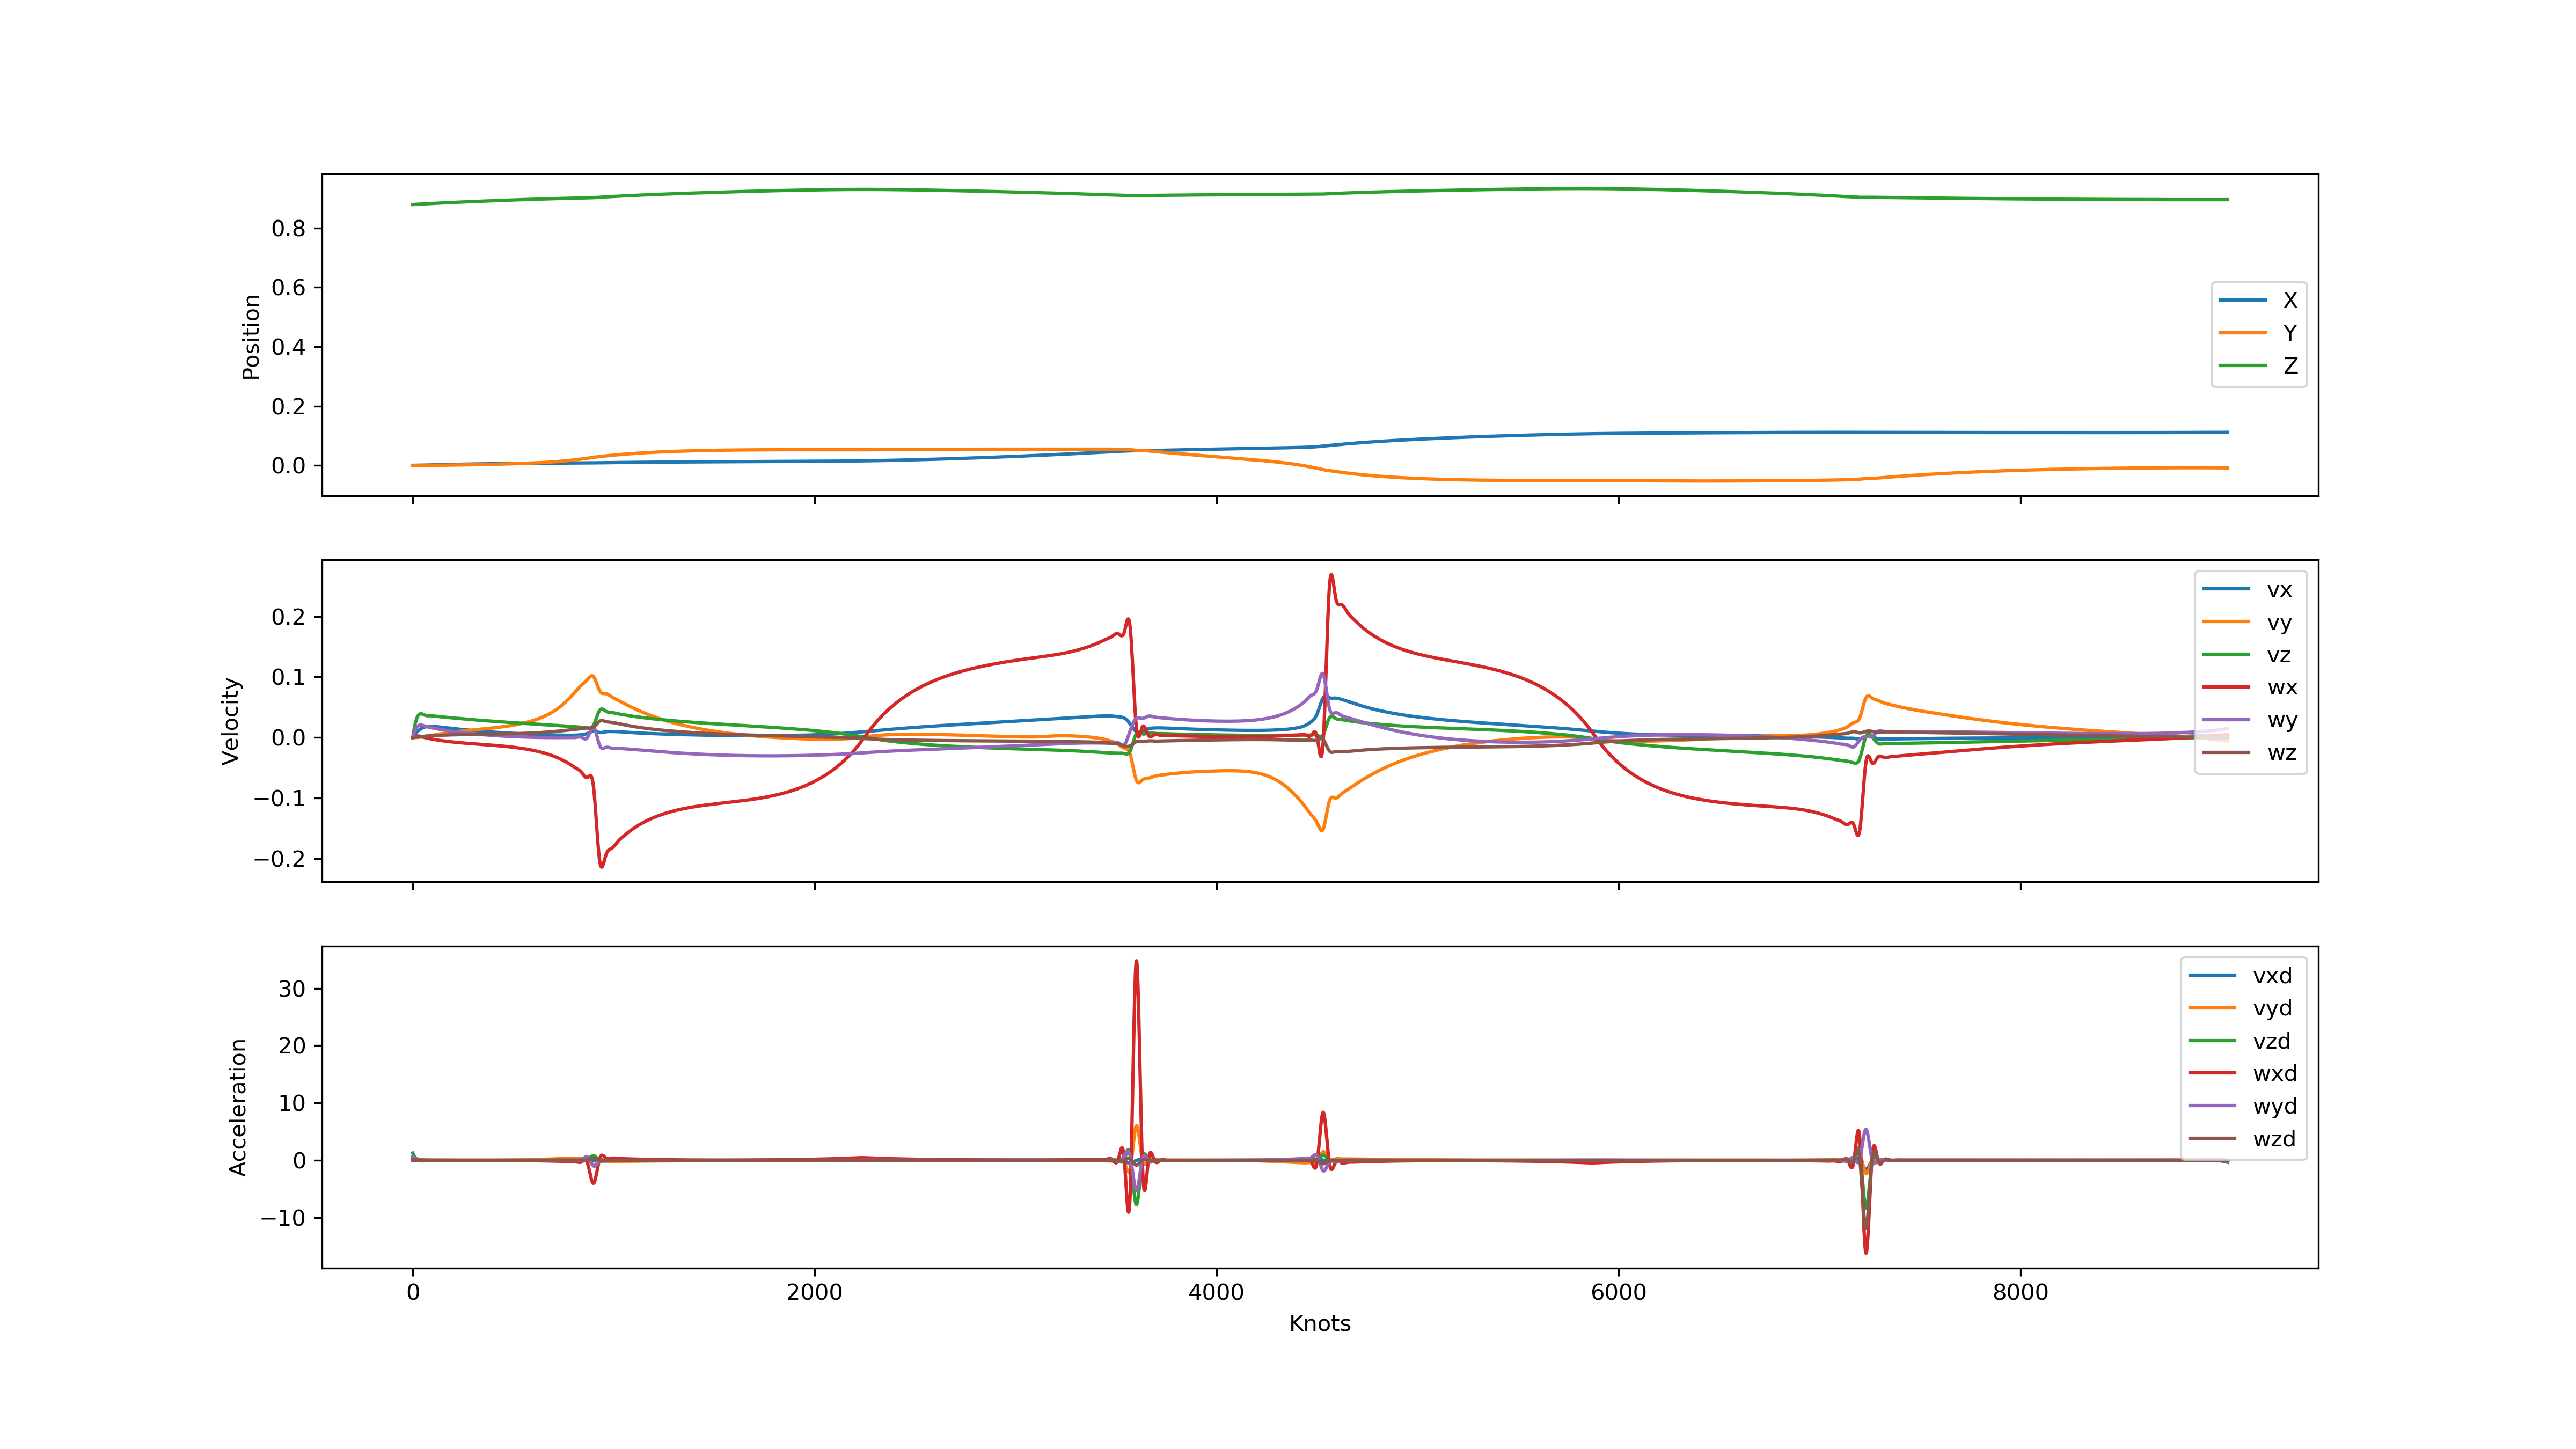 0.8
0.6
0.4
0.2
0.0
Position
X
Y
Z
0.2
0.1
0.0
−0.1
−0.2
Velocity
vx
vy
vz
wx
wy
wz
30
20
10
0
−10
Acceleration
vxd
vyd
vzd
wxd
wyd
wzd
0 2000 4000 6000 8000
Knots